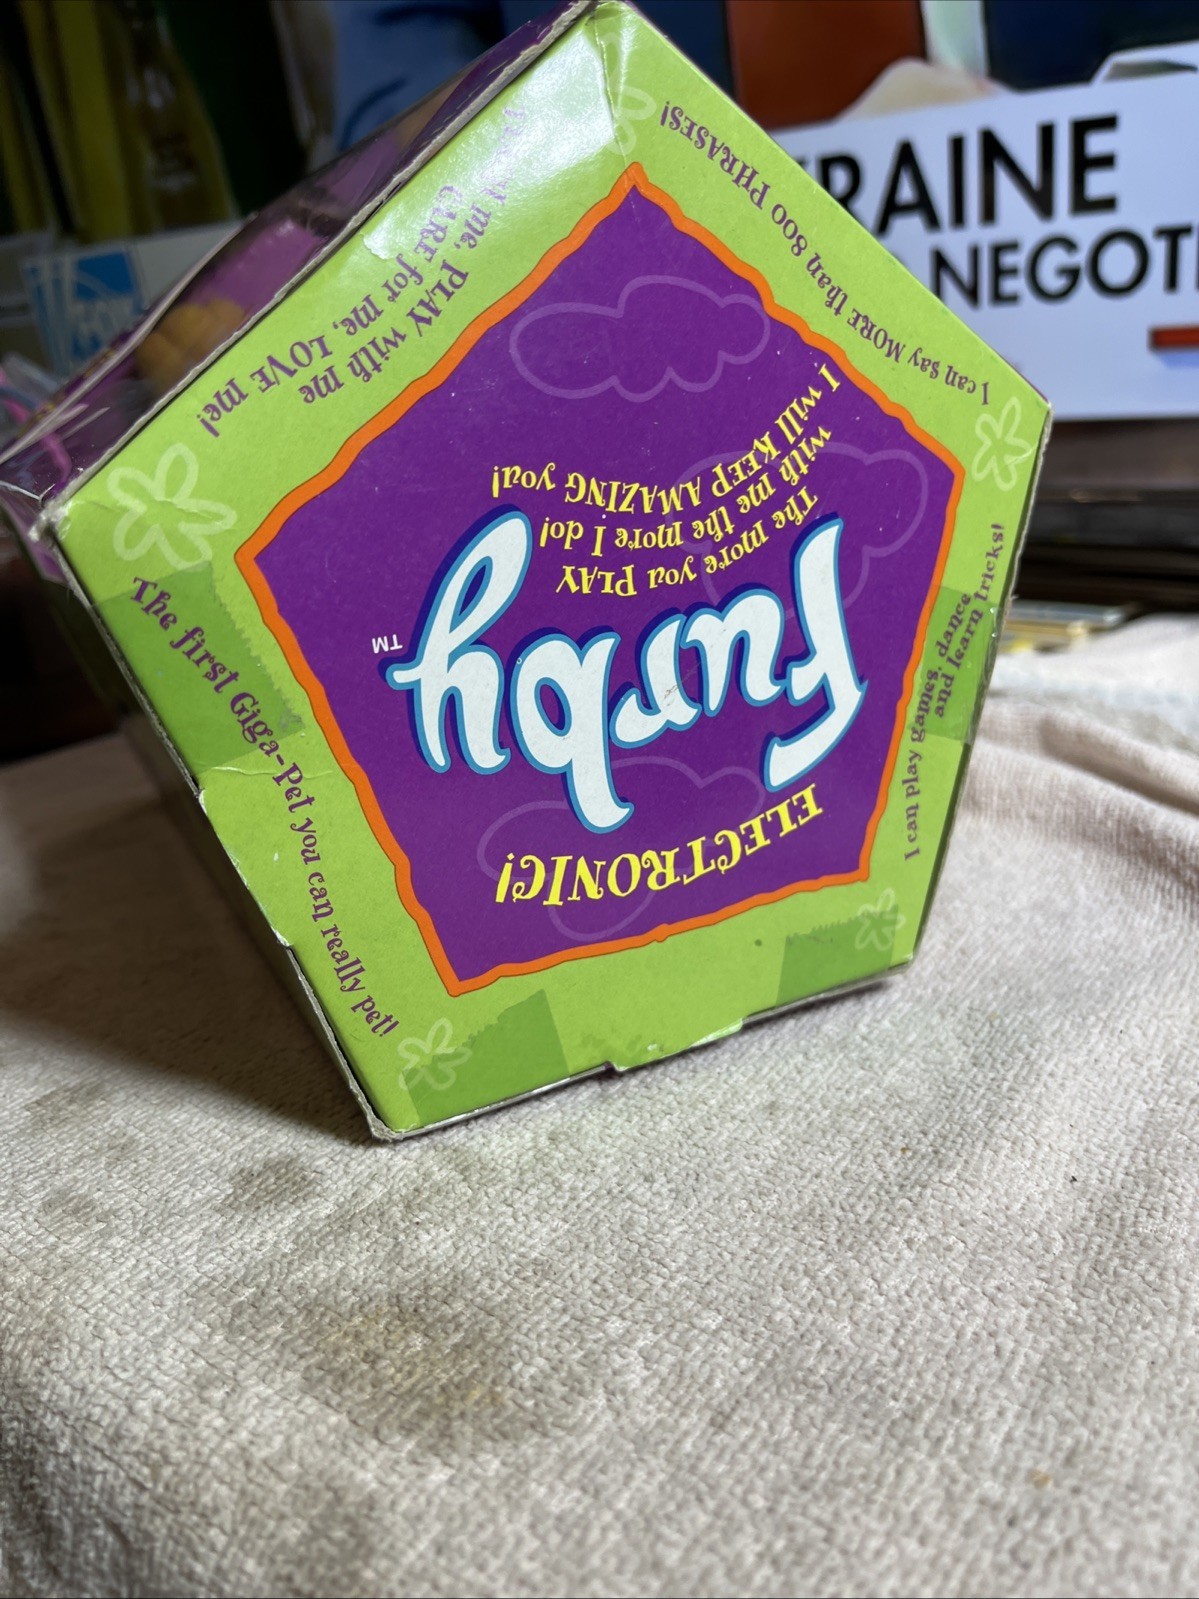 ELECTRONIC!
Furby™
The more you PLAY
with me the more I do!
I will KEEP AMAZING you!
I can say MORE than 800 PHRASES!
me, PLAY with me
CARE for me, LOVE me!
The first Giga-Pet you can really pet!
I can play games, dance
and learn tricks!
RAINE
NEGOTI